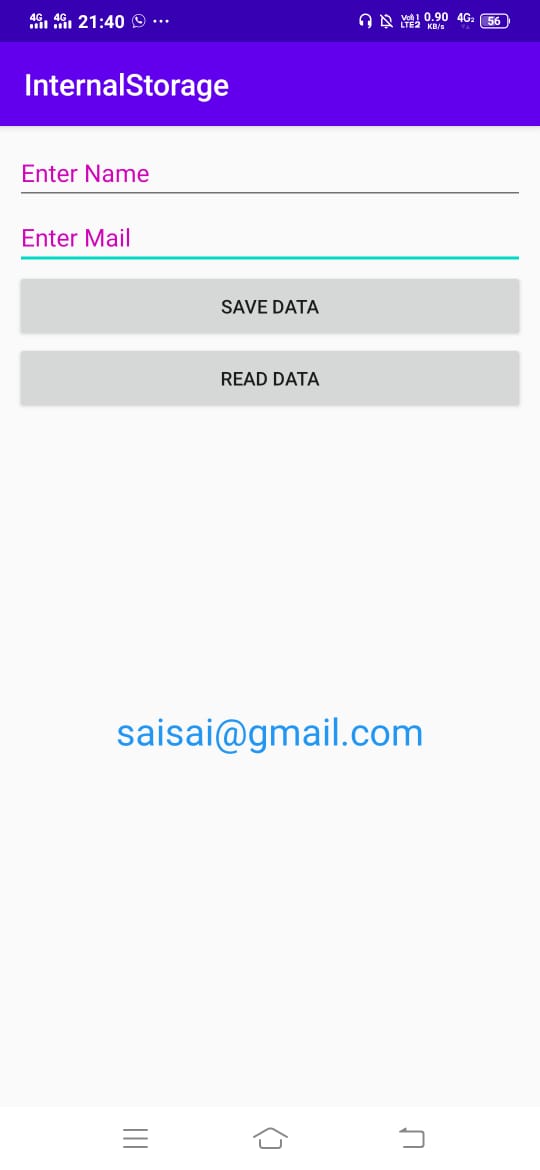 4G 4G 21:40 ... Volt 1 LTE2 0.90 KB/s 4G2 56
InternalStorage
Enter Name
Enter Mail
SAVE DATA
READ DATA
saisai@gmail.com